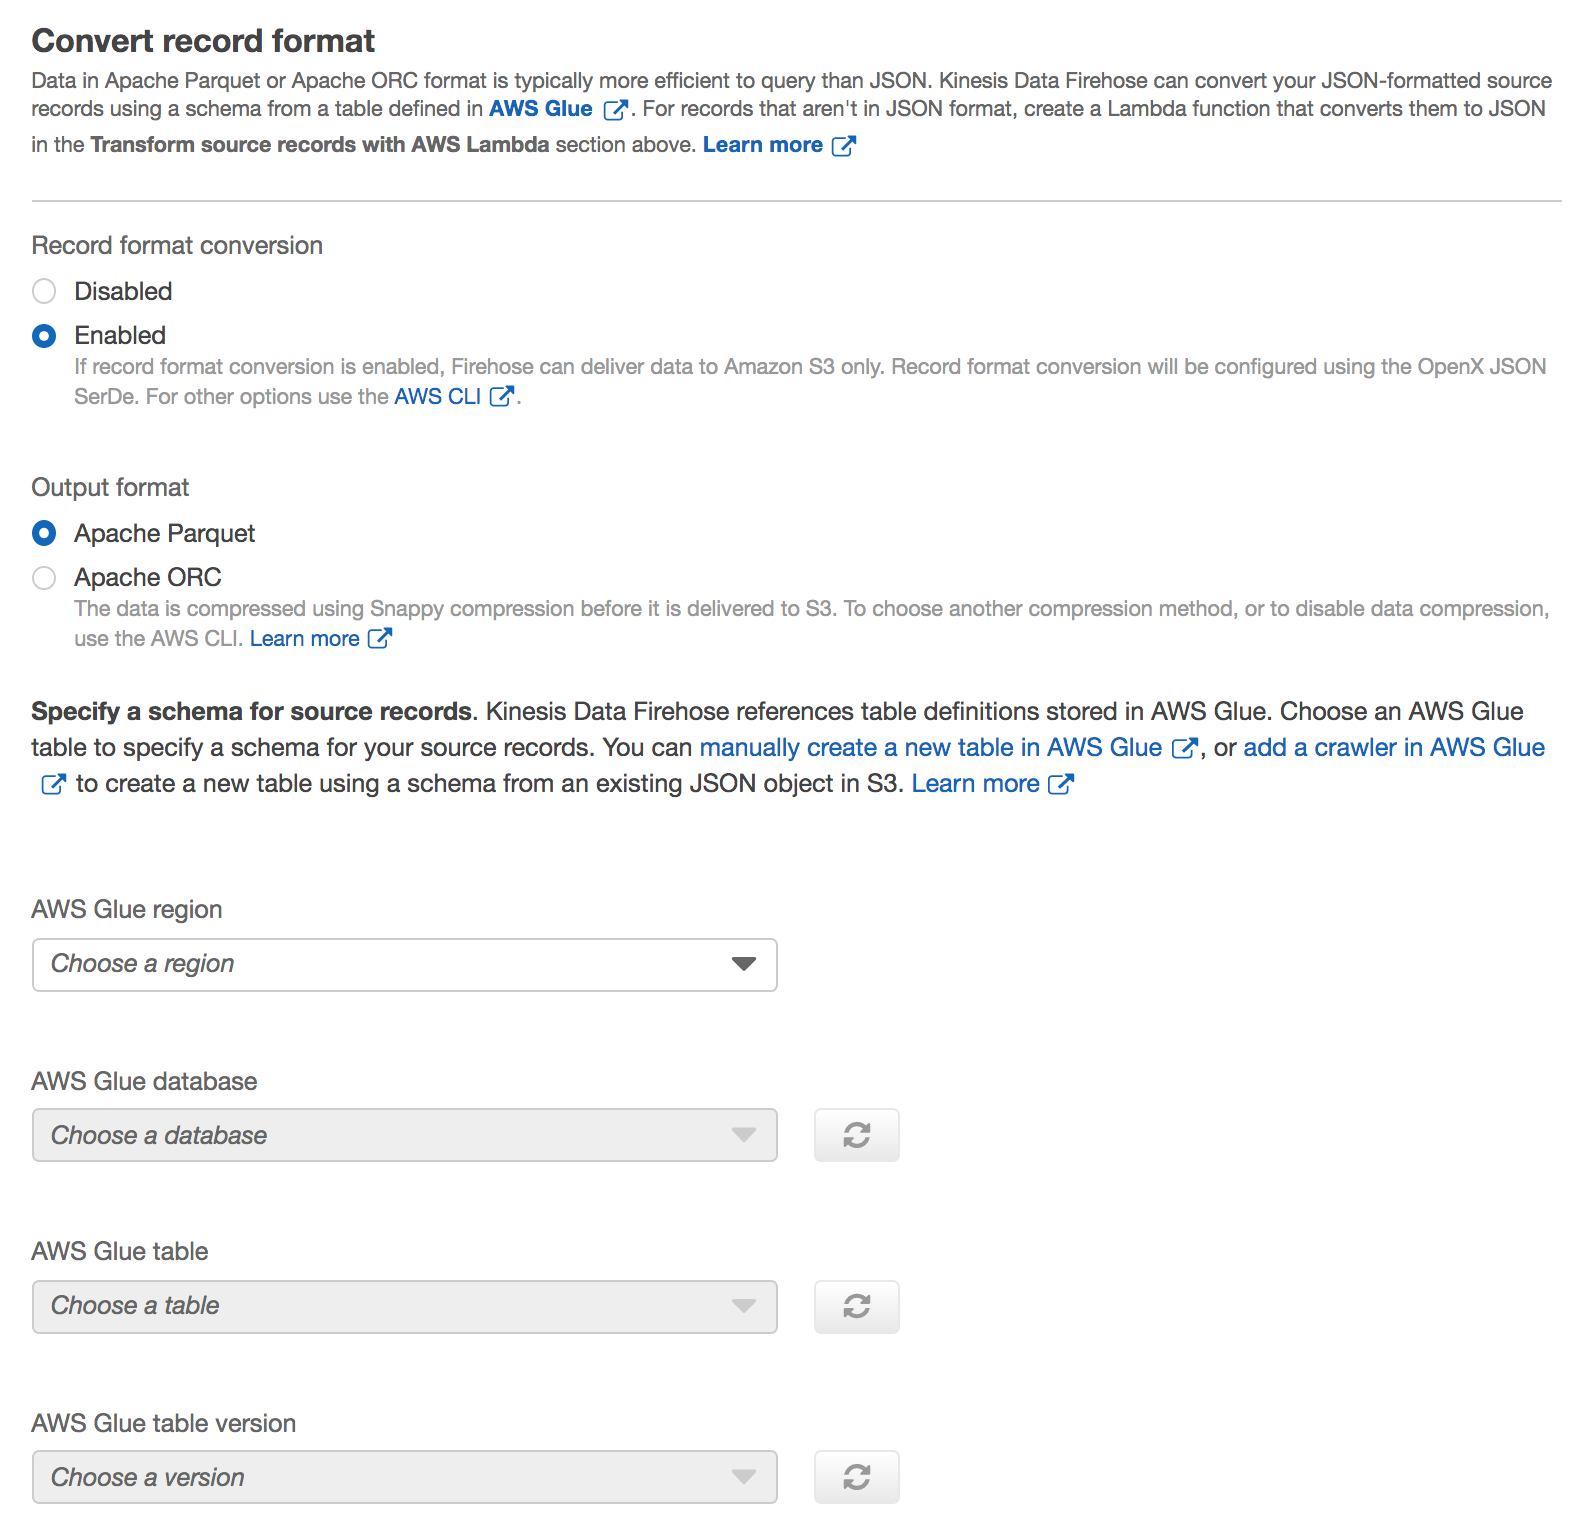 Convert record format
Data in Apache Parquet or Apache ORC format is typically more efficient to query than JSON. Kinesis Data Firehose can convert your JSON-formatted source
records using a schema from a table defined in AWS Glue . For records that aren't in JSON format, create a Lambda function that converts them to JSON
in the Transform source records with AWS Lambda section above. Learn more
Record format conversion
Disabled
Enabled
If record format conversion is enabled, Firehose can deliver data to Amazon S3 only. Record format conversion will be configured using the OpenX JSON
SerDe. For other options use the AWS CLI .
Output format
Apache Parquet
Apache ORC
The data is compressed using Snappy compression before it is delivered to S3. To choose another compression method, or to disable data compression,
use the AWS CLI. Learn more
Specify a schema for source records. Kinesis Data Firehose references table definitions stored in AWS Glue. Choose an AWS Glue
table to specify a schema for your source records. You can manually create a new table in AWS Glue , or add a crawler in AWS Glue
to create a new table using a schema from an existing JSON object in S3. Learn more
AWS Glue region
Choose a region
AWS Glue database
Choose a database
AWS Glue table
Choose a table
AWS Glue table version
Choose a version